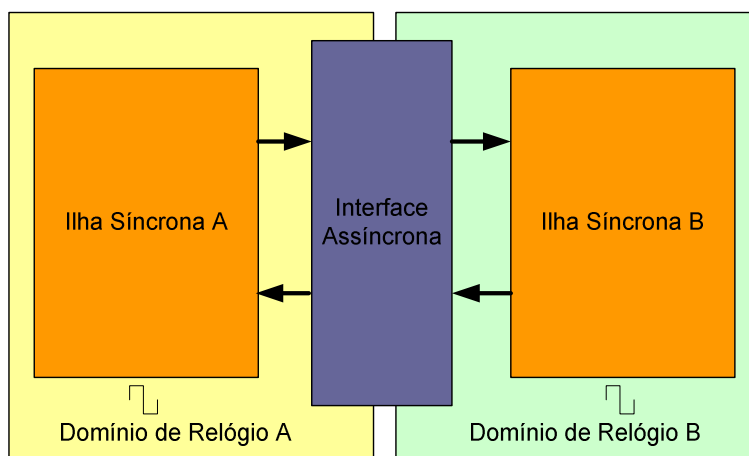 Ilha Síncrona A
Interface
Assíncrona
Ilha Síncrona B
Domínio de Relógio A
Domínio de Relógio B